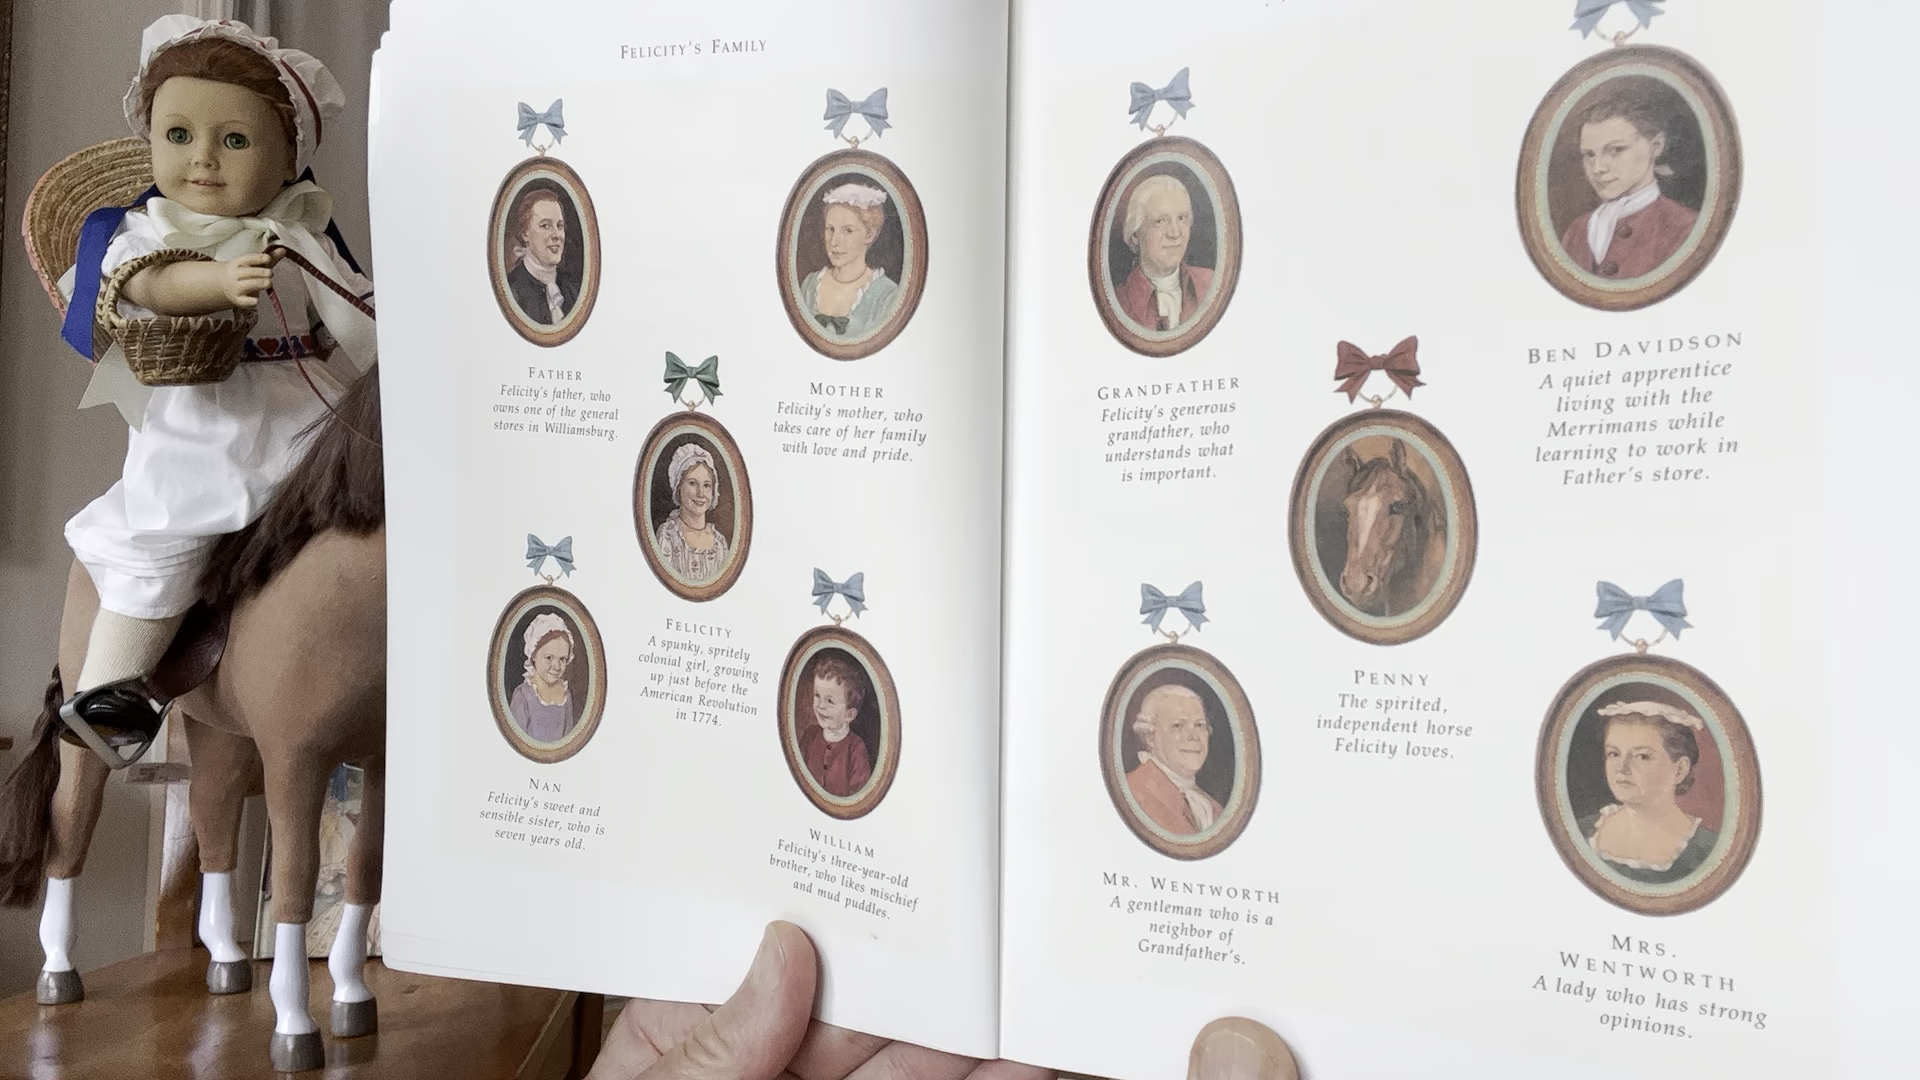 FELICITY'S FAMILY
FATHER
Felicity's father, who
owns one of the general
stores in Williamsburg.
MOTHER
Felicity's mother, who
takes care of her family
with love and pride.
FELICITY
A spunky, spritely
colonial girl, growing
up just before the
American Revolution
in 1774.
NAN
Felicity's sweet and
sensible sister, who is
seven years old.
WILLIAM
Felicity's three-year-old
brother, who likes mischief
and mud puddles.
GRANDFATHER
Felicity's generous
grandfather, who
understands what
is important.
BEN DAVIDSON
A quiet apprentice
living with the
Merrimans while
learning to work in
Father's store.
PENNY
The spirited,
independent horse
Felicity loves.
MR. WENTWORTH
A gentleman who is a
neighbor of
Grandfather's.
MRS.
WENTWORTH
A lady who has strong
opinions.